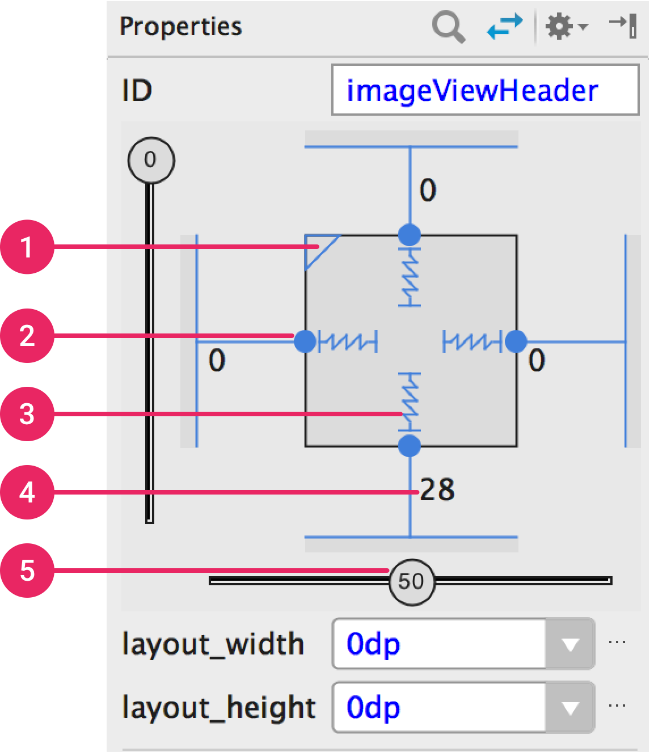 Properties
ID
imageViewHeader
0
0
1
2
0
0
3
4
28
5
50
layout_width
0dp
...
layout_height
0dp
...